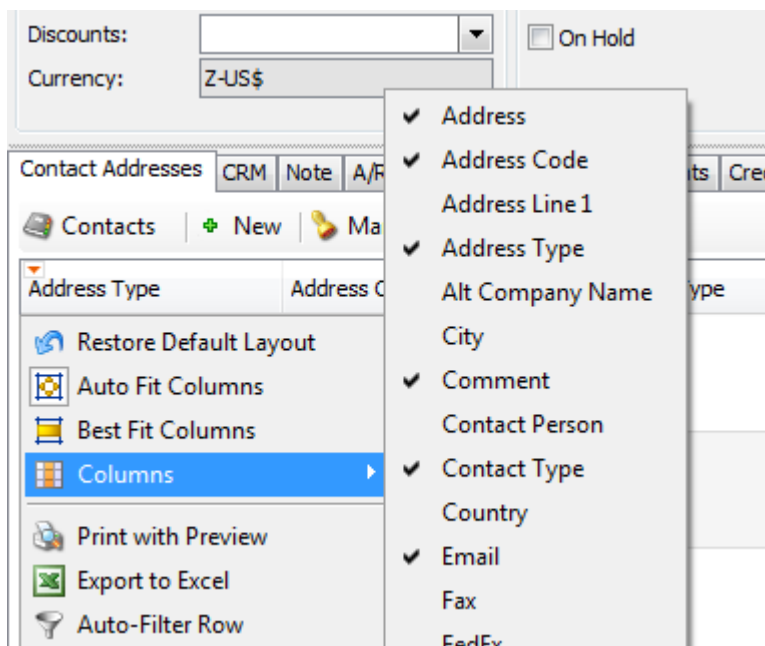 Discounts:
On Hold
Currency:
Z-US$
Contact Addresses
CRM
Note
A/R
Contacts
New
Address Type
Restore Default Layout
Auto Fit Columns
Best Fit Columns
Columns
Print with Preview
Export to Excel
Auto-Filter Row
Address
Address Code
Address Line 1
Address Type
Alt Company Name
City
Comment
Contact Person
Contact Type
Country
Email
Fax
FedEx